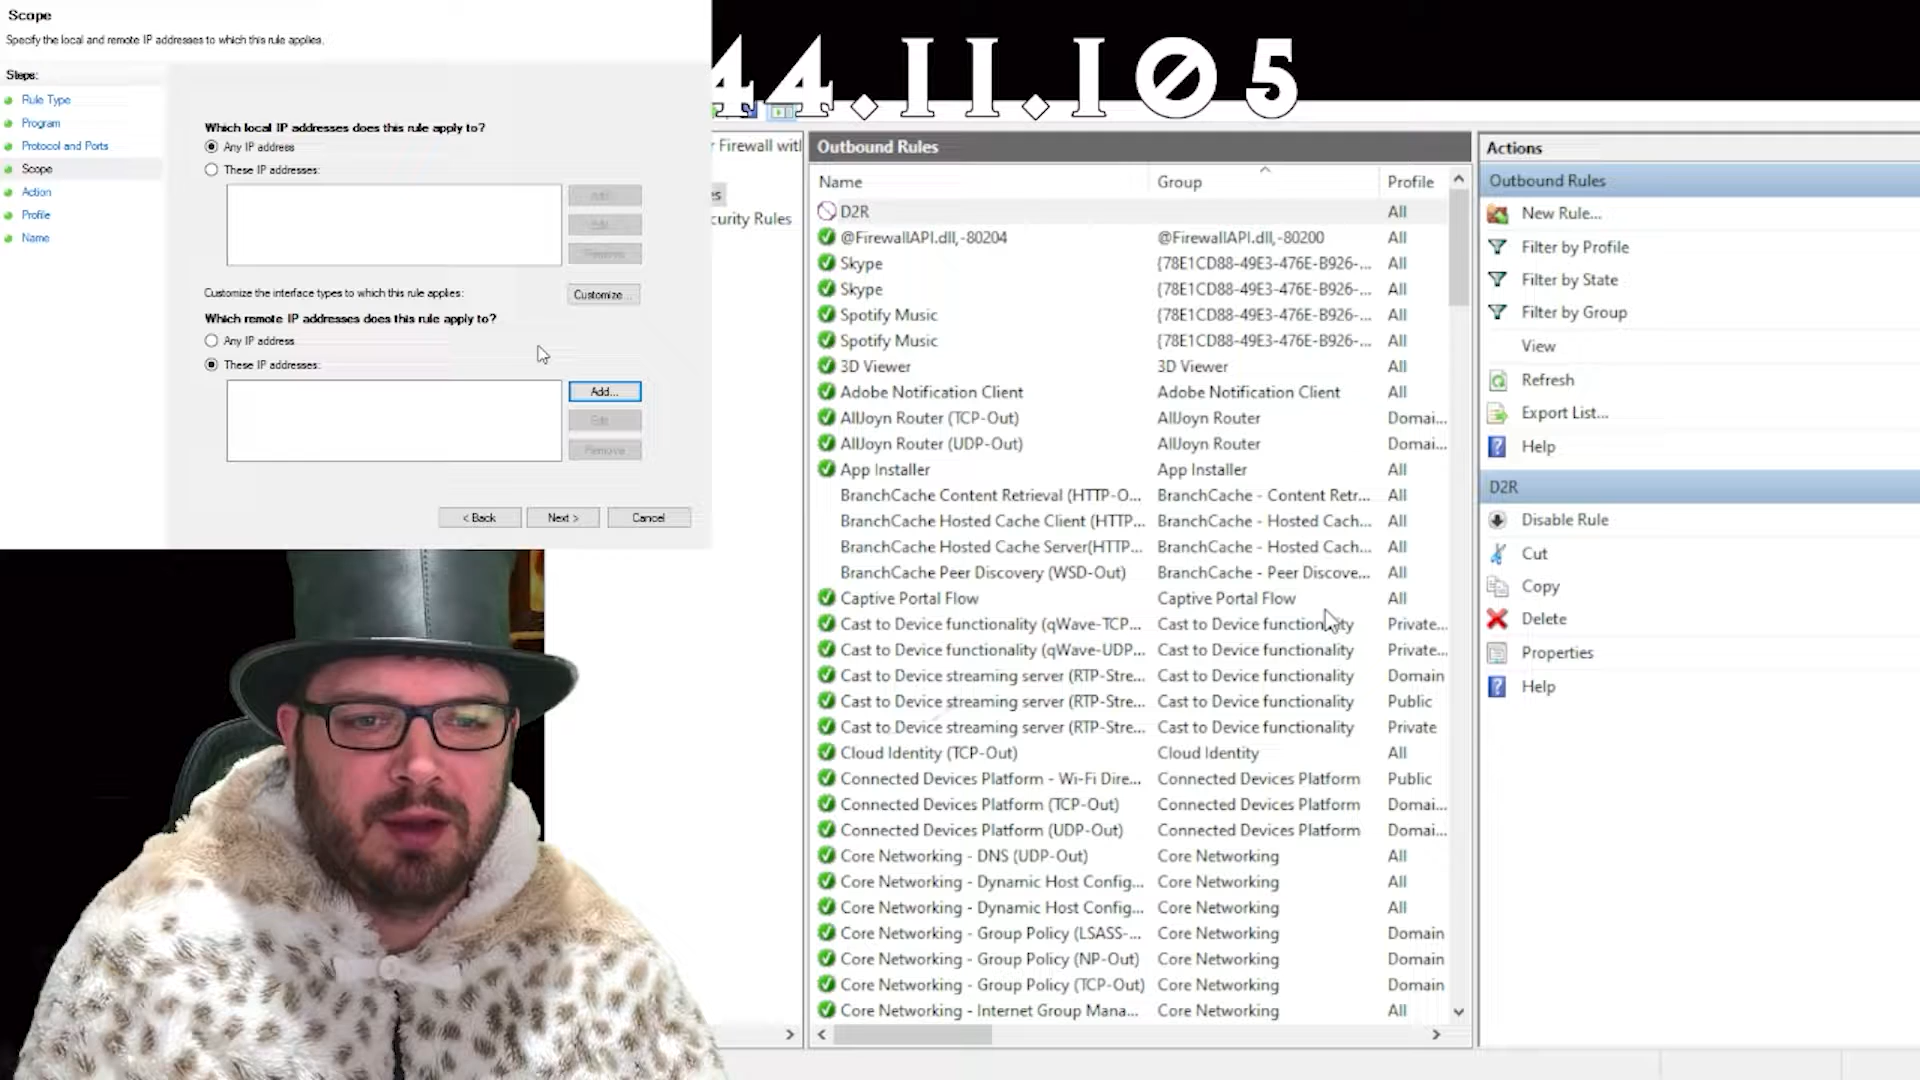 Scope
Specify the local and remote IP addresses to which this rule applies.
Steps:
Rule Type
Program
Protocol and Ports
Scope
Action
Profile
Name
Which local IP addresses does this rule apply to?
Any IP address
These IP addresses:
Add...
Edit...
Remove
Customize the interface types to which this rule applies:
Customize...
Which remote IP addresses does this rule apply to?
Any IP address
These IP addresses:
Add...
Edit...
Remove
< Back
Next >
Cancel
44.11.105
r Firewall with
es
curity Rules
Outbound Rules
Name Group Profile
D2R All
@FirewallAPI.dll,-80204 @FirewallAPI.dll,-80200 All
Skype {78E1CD88-49E3-476E-B926-... All
Skype {78E1CD88-49E3-476E-B926-... All
Spotify Music {78E1CD88-49E3-476E-B926-... All
Spotify Music {78E1CD88-49E3-476E-B926-... All
3D Viewer 3D Viewer All
Adobe Notification Client Adobe Notification Client All
AllJoyn Router (TCP-Out) AllJoyn Router Domai...
AllJoyn Router (UDP-Out) AllJoyn Router Domai...
App Installer App Installer All
BranchCache Content Retrieval (HTTP-O... BranchCache - Content Retr... All
BranchCache Hosted Cache Client (HTTP... BranchCache - Hosted Cach... All
BranchCache Hosted Cache Server(HTTP... BranchCache - Hosted Cach... All
BranchCache Peer Discovery (WSD-Out) BranchCache - Peer Discove... All
Captive Portal Flow Captive Portal Flow All
Cast to Device functionality (qWave-TCP... Cast to Device functionality Private...
Cast to Device functionality (qWave-UDP... Cast to Device functionality Private...
Cast to Device streaming server (RTP-Stre... Cast to Device functionality Domain
Cast to Device streaming server (RTP-Stre... Cast to Device functionality Public
Cast to Device streaming server (RTP-Stre... Cast to Device functionality Private
Cloud Identity (TCP-Out) Cloud Identity All
Connected Devices Platform - Wi-Fi Dire... Connected Devices Platform Public
Connected Devices Platform (TCP-Out) Connected Devices Platform Domai...
Connected Devices Platform (UDP-Out) Connected Devices Platform Domai...
Core Networking - DNS (UDP-Out) Core Networking All
Core Networking - Dynamic Host Config... Core Networking All
Core Networking - Dynamic Host Config... Core Networking All
Core Networking - Group Policy (LSASS-... Core Networking Domain
Core Networking - Group Policy (NP-Out) Core Networking Domain
Core Networking - Group Policy (TCP-Out) Core Networking Domain
Core Networking - Internet Group Mana... Core Networking All
Actions
Outbound Rules
New Rule...
Filter by Profile
Filter by State
Filter by Group
View
Refresh
Export List...
Help
D2R
Disable Rule
Cut
Copy
Delete
Properties
Help